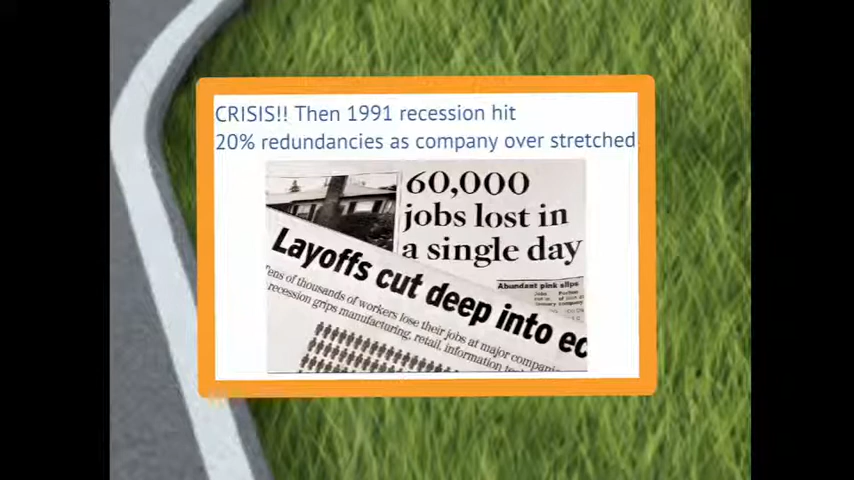 CRISIS!! Then 1991 recession hit
20% redundancies as company over stretched
60,000
jobs lost in
a single day
Layoffs cut deep into ec
Tens of thousands of workers lose their jobs at major compani
recession grips manufacturing, retail, information tec
Abundant pink slips